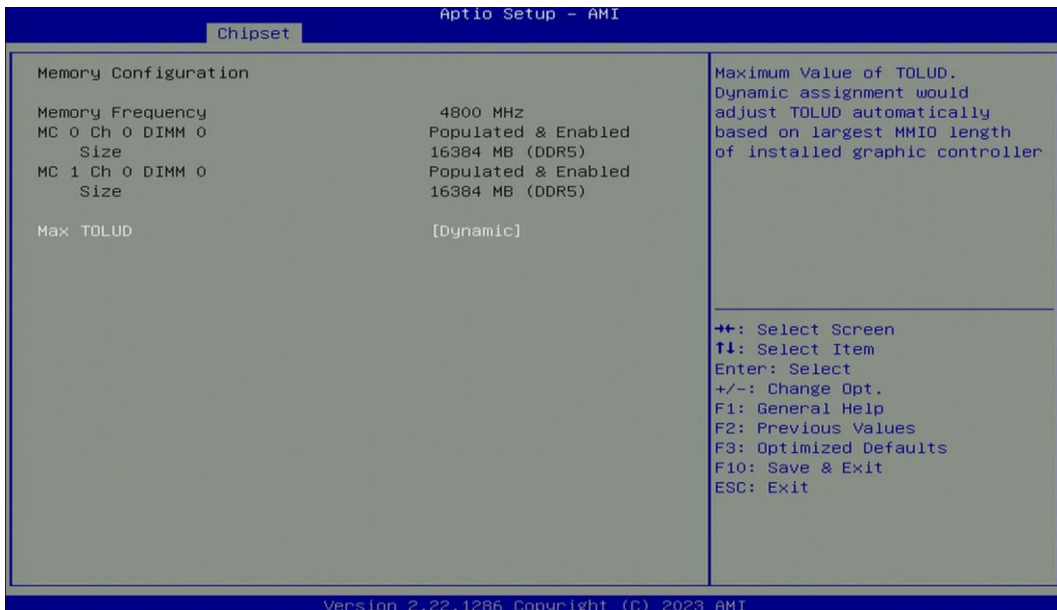 Aptio Setup - AMI
Chipset
Memory Configuration
Memory Frequency 4800 MHz
MC 0 Ch 0 DIMM 0 Populated & Enabled
Size 16384 MB (DDR5)
MC 1 Ch 0 DIMM 0 Populated & Enabled
Size 16384 MB (DDR5)
Max TOLUD [Dynamic]
Maximum Value of TOLUD.
Dynamic assignment would
adjust TOLUD automatically
based on largest MMIO length
of installed graphic controller
→←: Select Screen
↑↓: Select Item
Enter: Select
+/-: Change Opt.
F1: General Help
F2: Previous Values
F3: Optimized Defaults
F10: Save & Exit
ESC: Exit
Version 2.22.1286 Copyright (C) 2023 AMI